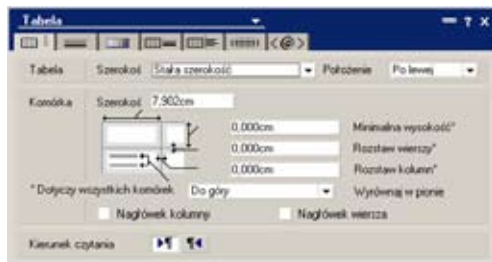 Tabela
<@>
Tabela Szerokość Stała szerokość Położenie Po lewej
Komórka Szerokość 7,902cm
0,000cm Minimalna wysokość*
0,000cm Rozstaw wierszy*
0,000cm Rozstaw kolumn*
* Dotyczy wszystkich komórek Do góry Wyrównaj w pionie
Nagłówek kolumny Nagłówek wiersza
Kierunek czytania